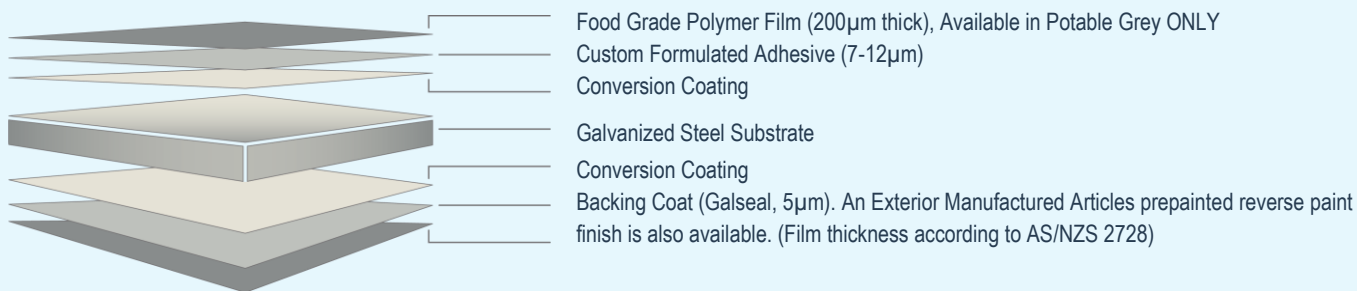 Food Grade Polymer Film (200µm thick), Available in Potable Grey ONLY
Custom Formulated Adhesive (7-12µm)
Conversion Coating
Galvanized Steel Substrate
Conversion Coating
Backing Coat (Galseal, 5µm). An Exterior Manufactured Articles prepainted reverse paint
finish is also available. (Film thickness according to AS/NZS 2728)